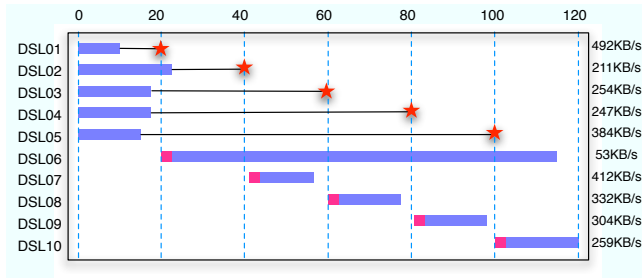 0 20 40 60 80 100 120
DSL01 492KB/s
DSL02 211KB/s
DSL03 254KB/s
DSL04 247KB/s
DSL05 384KB/s
DSL06 53KB/s
DSL07 412KB/s
DSL08 332KB/s
DSL09 304KB/s
DSL10 259KB/s